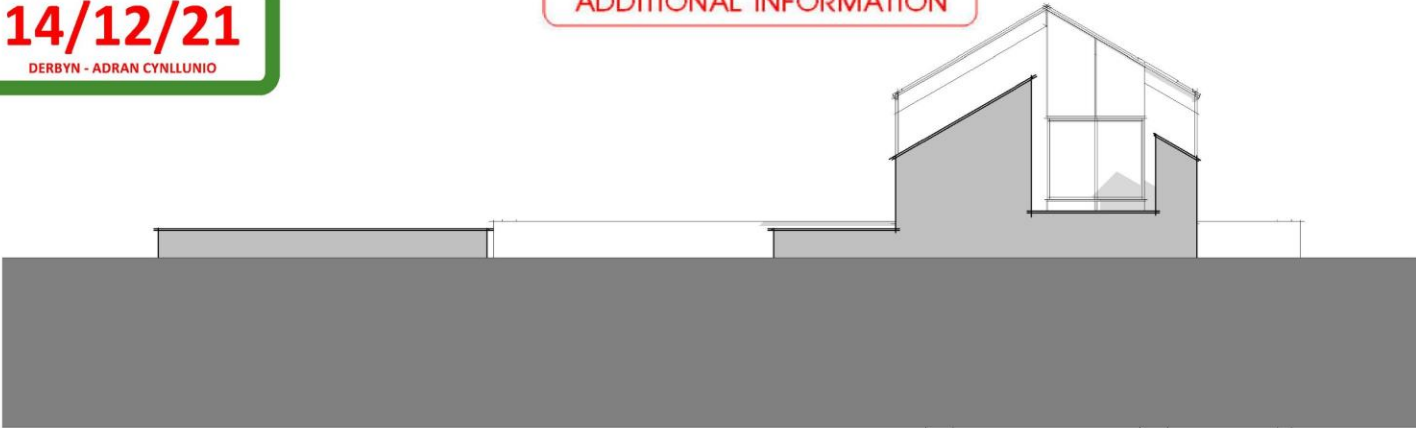 14/12/21
DERBYN - ADRAN CYNLLUNIO
ADDITIONAL INFORMATION